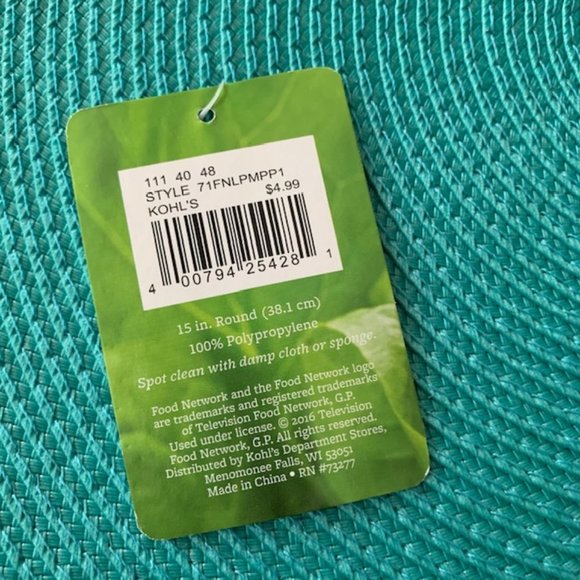 111 40 48
STYLE 71FNLPMPP1
KOHL'S $4.99
4 00794 25428 1
15 in. Round (38.1 cm)
100% Polypropylene
Spot clean with damp cloth or sponge.
Food Network and the Food Network logo
are trademarks and registered trademarks
of Television Food Network, G.P.
Used under license. © 2016 Television
Food Network, G.P. All rights reserved.
Distributed by Kohl's Department Stores,
Menomonee Falls, WI 53051
Made in China • RN #73277